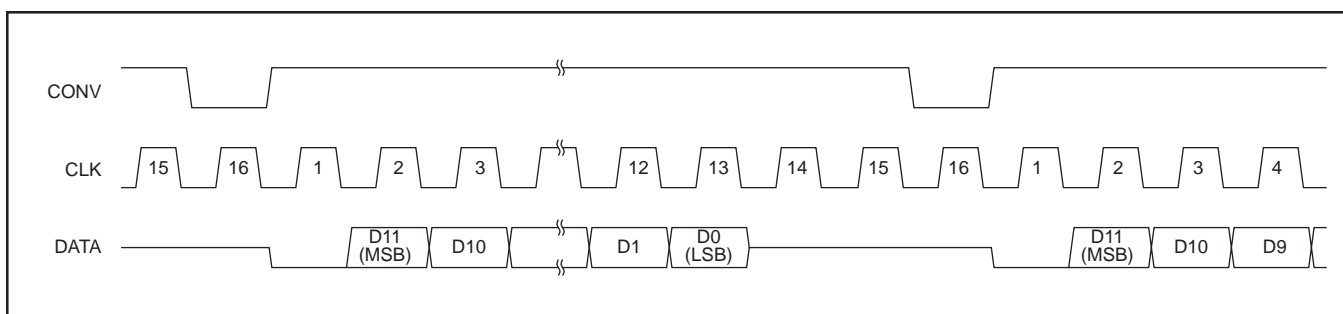 CONV
CLK
15 16 1 2 3 12 13 14 15 16 1 2 3 4
DATA
D11
(MSB)
D10
D1
D0
(LSB)
D11
(MSB)
D10
D9